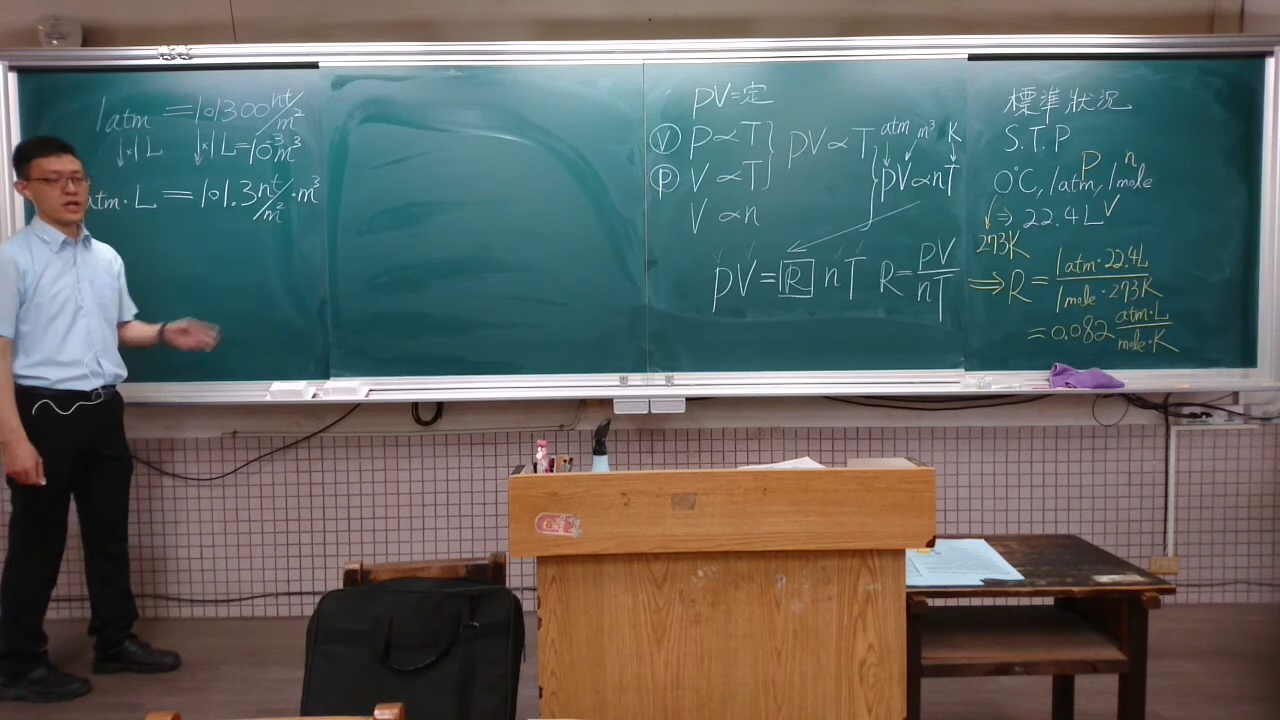 1atm = 101300 nt/m²
↓×1L ↓×1L=10⁻³m³
atm·L = 101.3 nt/m²·m³
PV=定
Ⓥ P∝T
Ⓟ V∝T
V∝n
PV∝T
atm m³ K
PV∝nT
PV=R nT R=PV/nT
標準狀況
S.T.P
P n
0°C, 1atm, 1mole
⇒ 22.4L V
273K
⇒R=1atm·22.4L/1mole·273K
=0.082 atm·L/mole·K